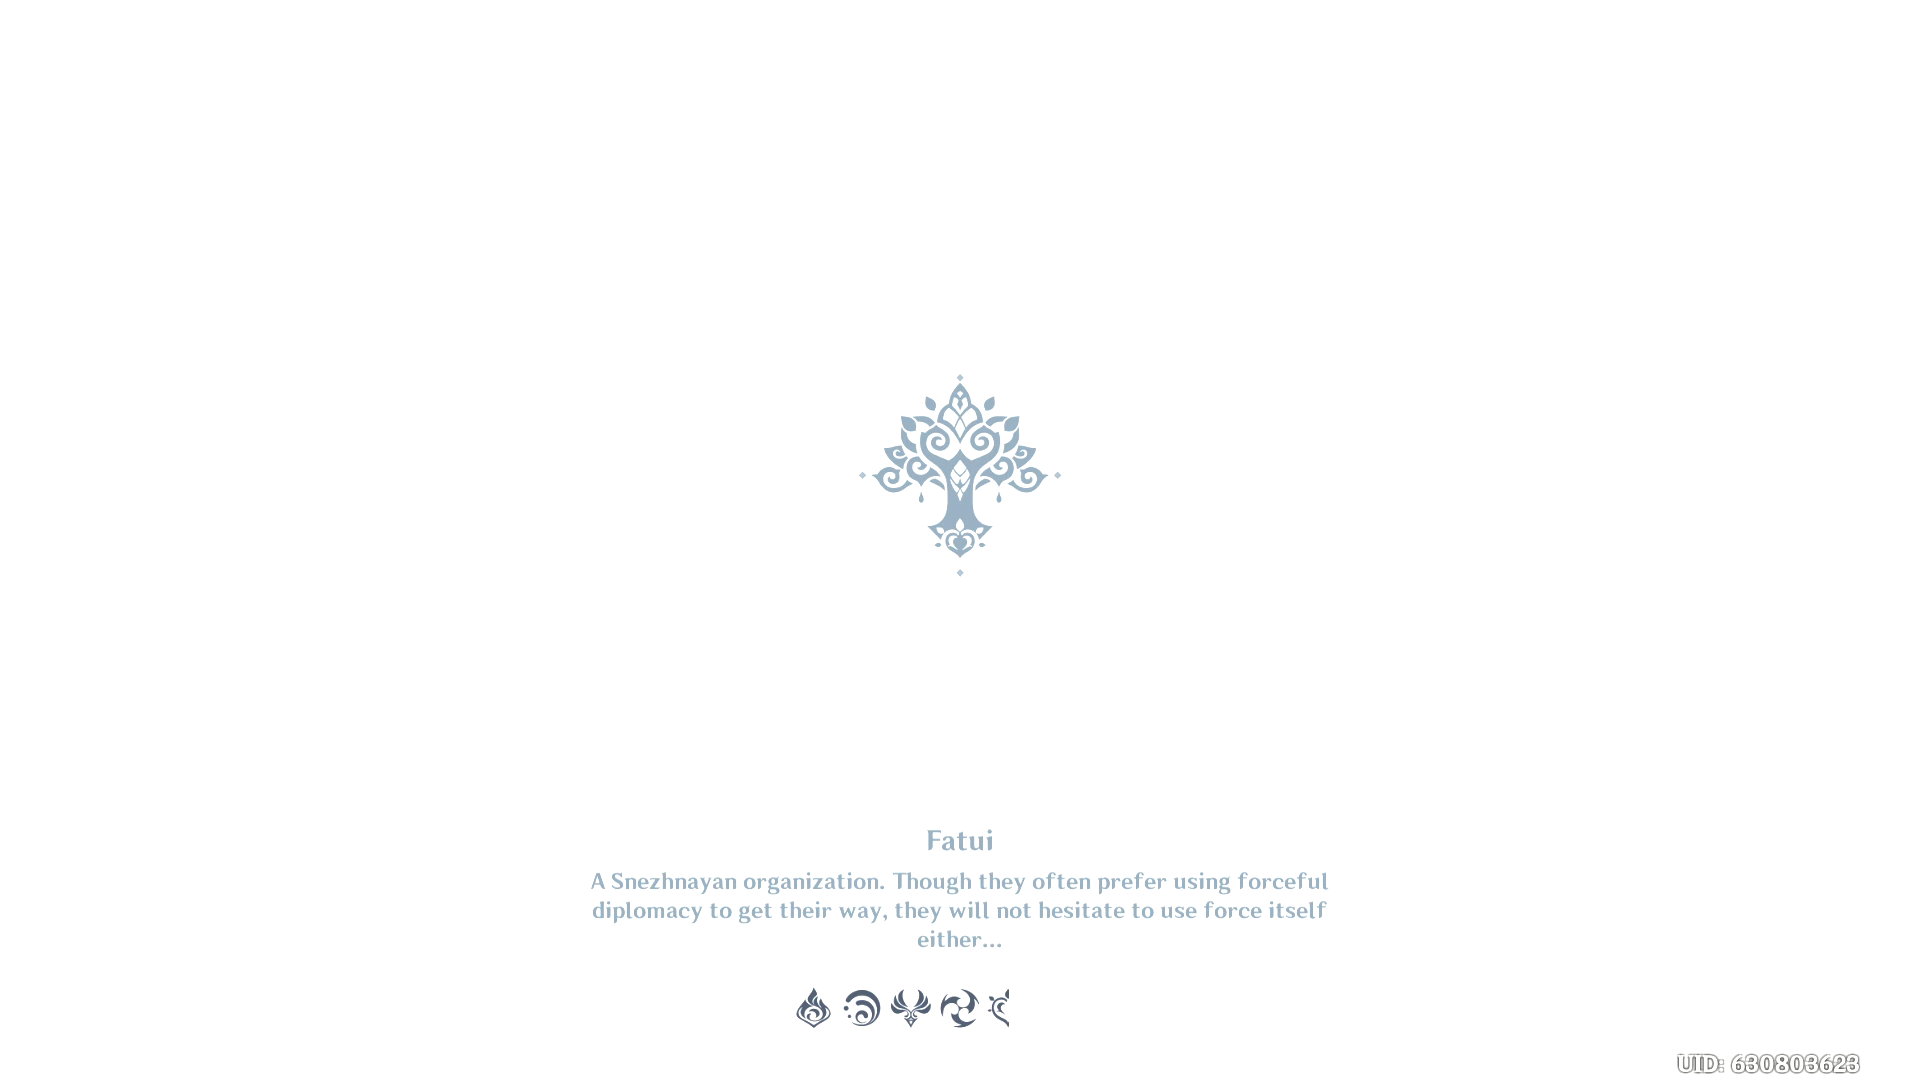 Fatui
A Snezhnayan organization. Though they often prefer using forceful
diplomacy to get their way, they will not hesitate to use force itself
either...
UID: 630803623